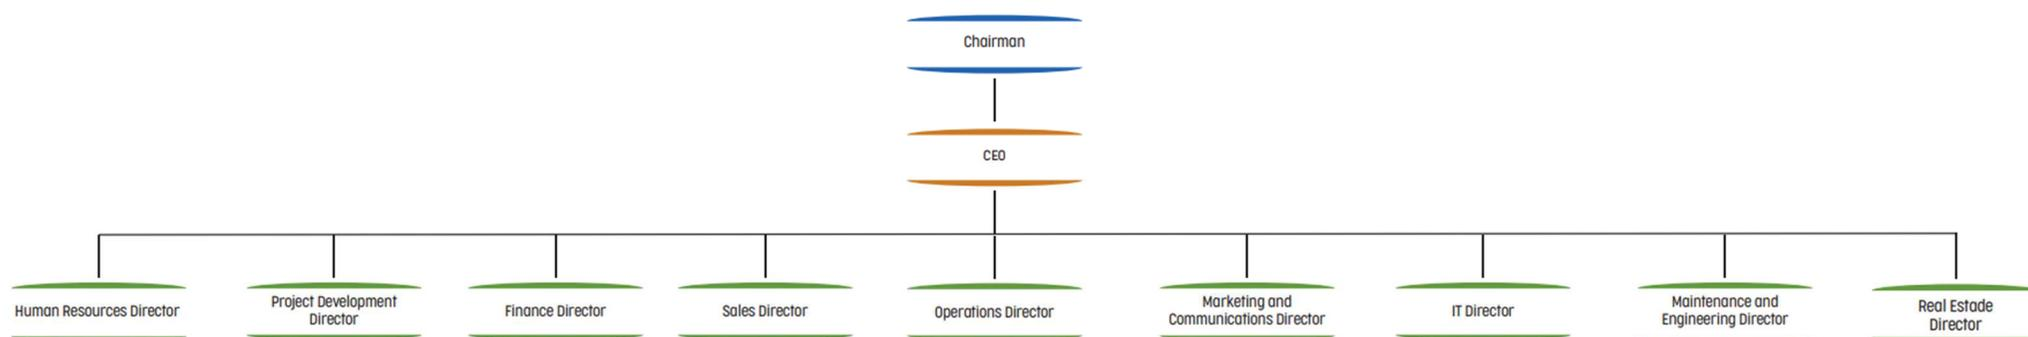 Chairman
CEO
Human Resources Director
Project Development
Director
Finance Director
Sales Director
Operations Director
Marketing and
Communications Director
IT Director
Maintenance and
Engineering Director
Real Estade
Director